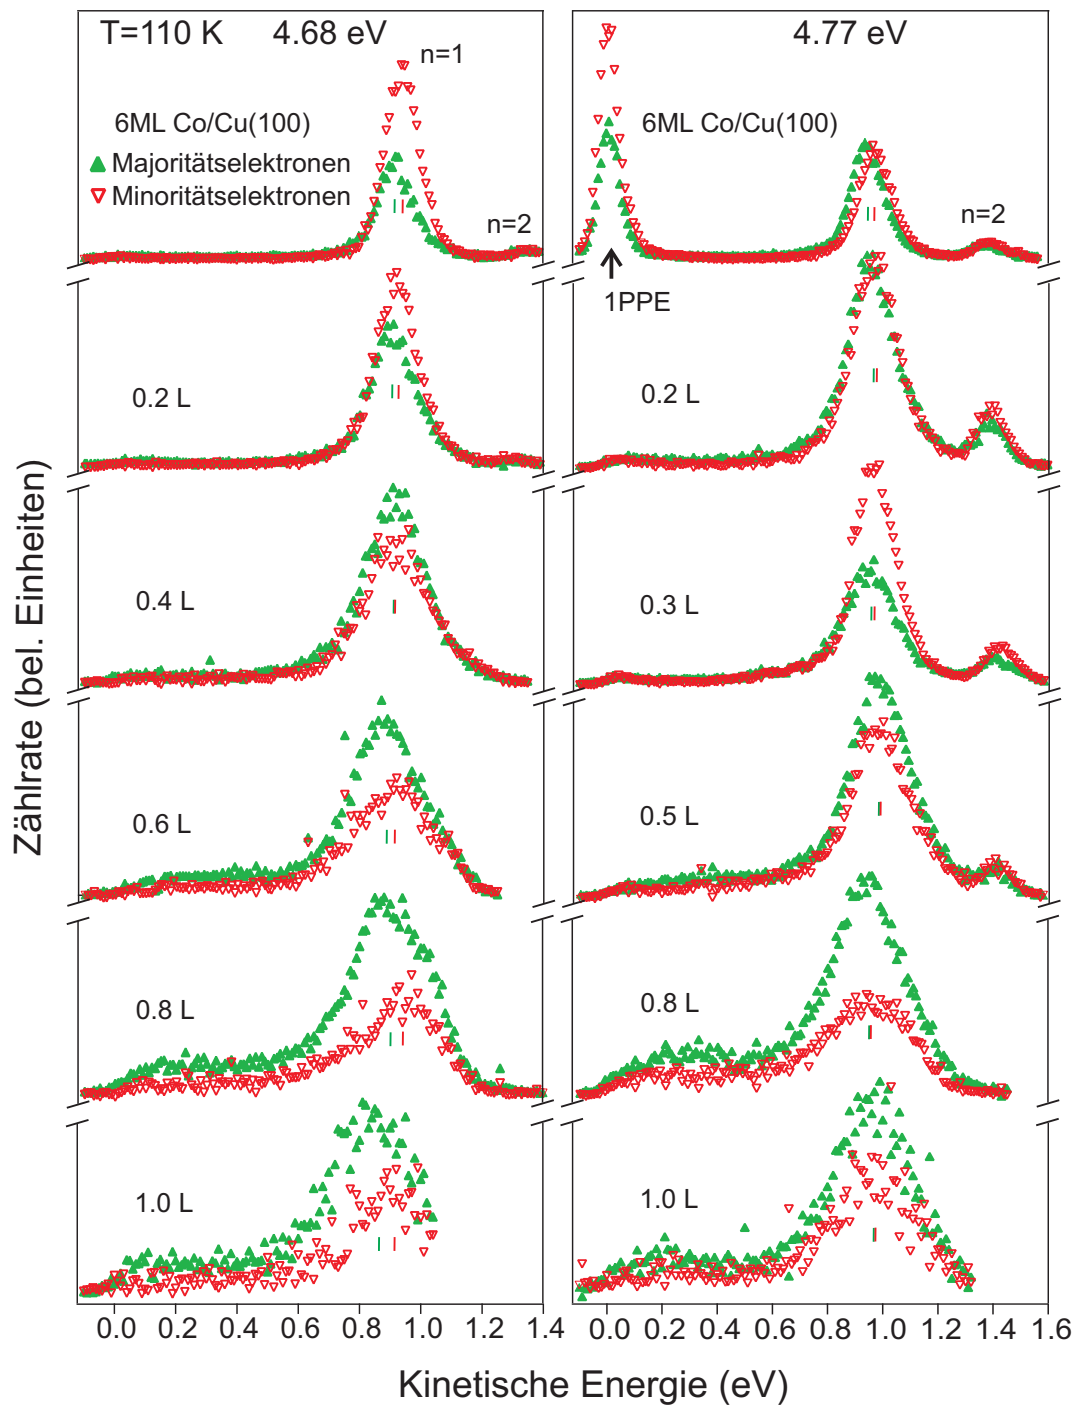 T=110 K 4.68 eV
n=1
6ML Co/Cu(100)
Majoritätselektronen
Minoritätselektronen
n=2
0.2 L
0.4 L
0.6 L
0.8 L
1.0 L
4.77 eV
6ML Co/Cu(100)
n=2
1PPE
0.2 L
0.3 L
0.5 L
0.8 L
1.0 L
0.0 0.2 0.4 0.6 0.8 1.0 1.2 1.4
0.0 0.2 0.4 0.6 0.8 1.0 1.2 1.4 1.6
Kinetische Energie (eV)
Zählrate (bel. Einheiten)